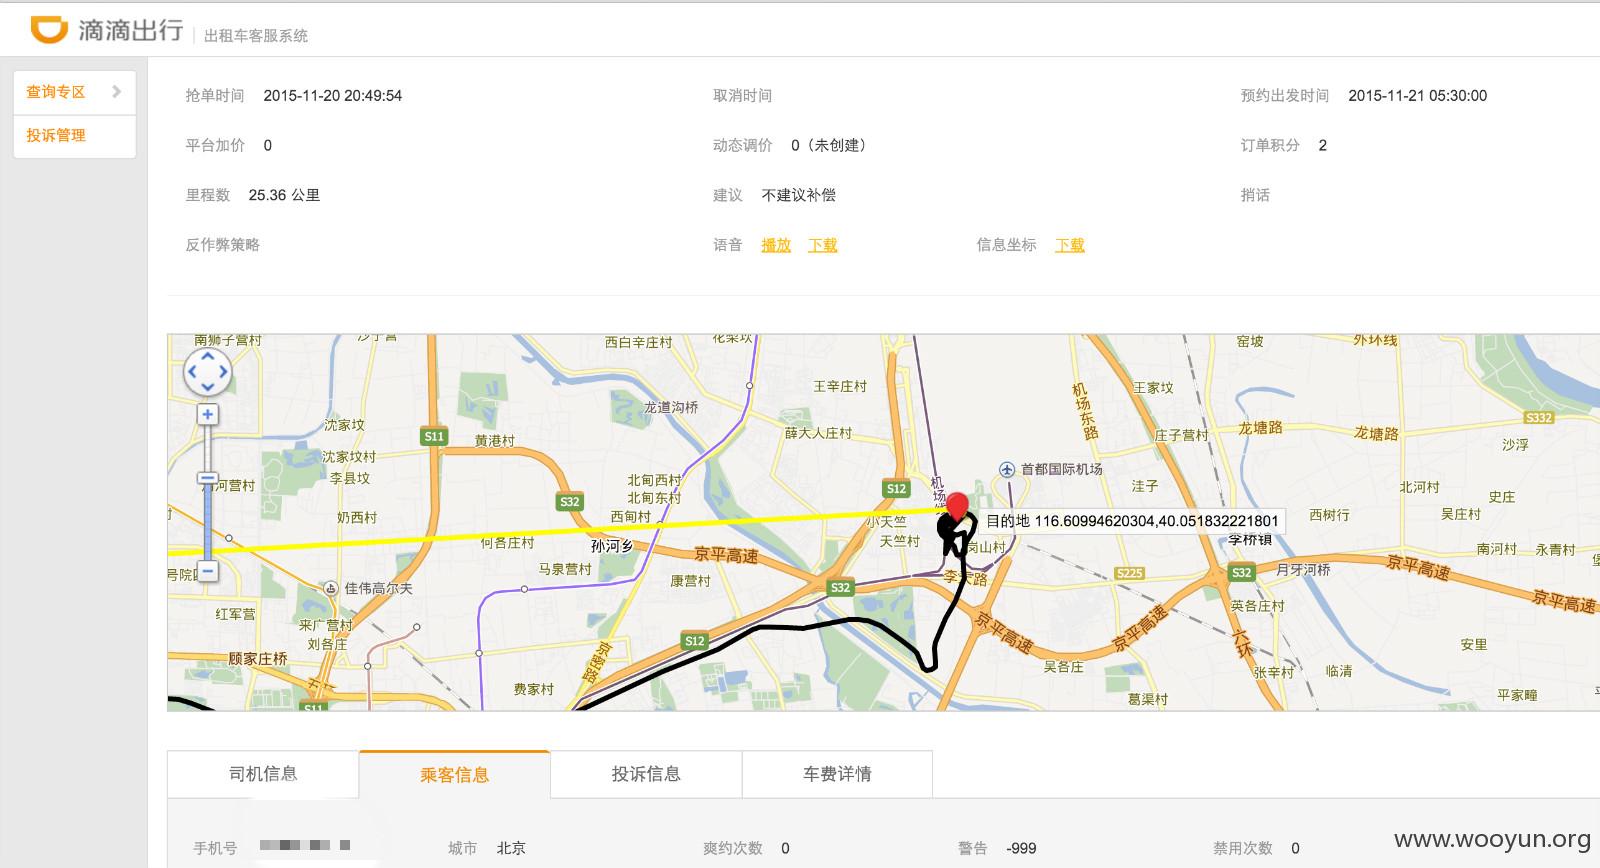 滴滴出行 出租车客服系统
查询专区
投诉管理
抢单时间 2015-11-20 20:49:54 取消时间 预约出发时间 2015-11-21 05:30:00
平台加价 0 动态调价 0（未创建） 订单积分 2
里程数 25.36 公里 建议 不建议补偿 捎话
反作弊策略 语音 播放 下载 信息坐标 下载
南狮子营村
西白辛庄村
花梨坎
窑坡
外环线
王辛庄村
机场东路
王家坟
龙道沟桥
S332
沈家坟
S11
黄港村
薛大人庄村
庄子营村
龙塘路
龙塘路
沙浮
沈家坟村
李县坟
首都国际机场
北甸西村
北甸东村
河营村
S32
S12
洼子
北河村
史庄
奶西村
西甸村
小天竺
目的地 116.60994620304,40.051832221801
西树行
吴庄村
何各庄村
孙河乡
天竺村
岗山村
李桥镇
京平高速
南河村
永青村
马泉营村
号院
佳伟高尔夫
康营村
S32
S225
S32
月牙河桥
京平高速
红军营
来广营村
京平高速
京平高速
英各庄村
京平高速
刘各庄
S12
六环
安里
顾家庄桥
京密路
吴各庄
张辛村
临清
费家村
葛渠村
平家疃
S11
司机信息 乘客信息 投诉信息 车费详情
手机号 城市 北京 爽约次数 0 警告 -999 禁用次数 0
www.wooyun.org